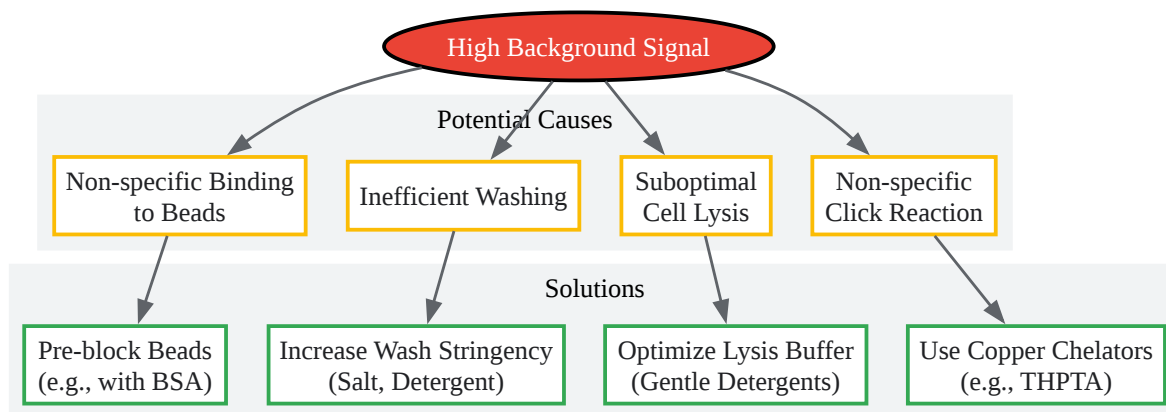 High Background Signal
Potential Causes
Non-specific Binding
to Beads
Inefficient Washing
Suboptimal
Cell Lysis
Non-specific
Click Reaction
Solutions
Pre-block Beads
(e.g., with BSA)
Increase Wash Stringency
(Salt, Detergent)
Optimize Lysis Buffer
(Gentle Detergents)
Use Copper Chelators
(e.g., THPTA)